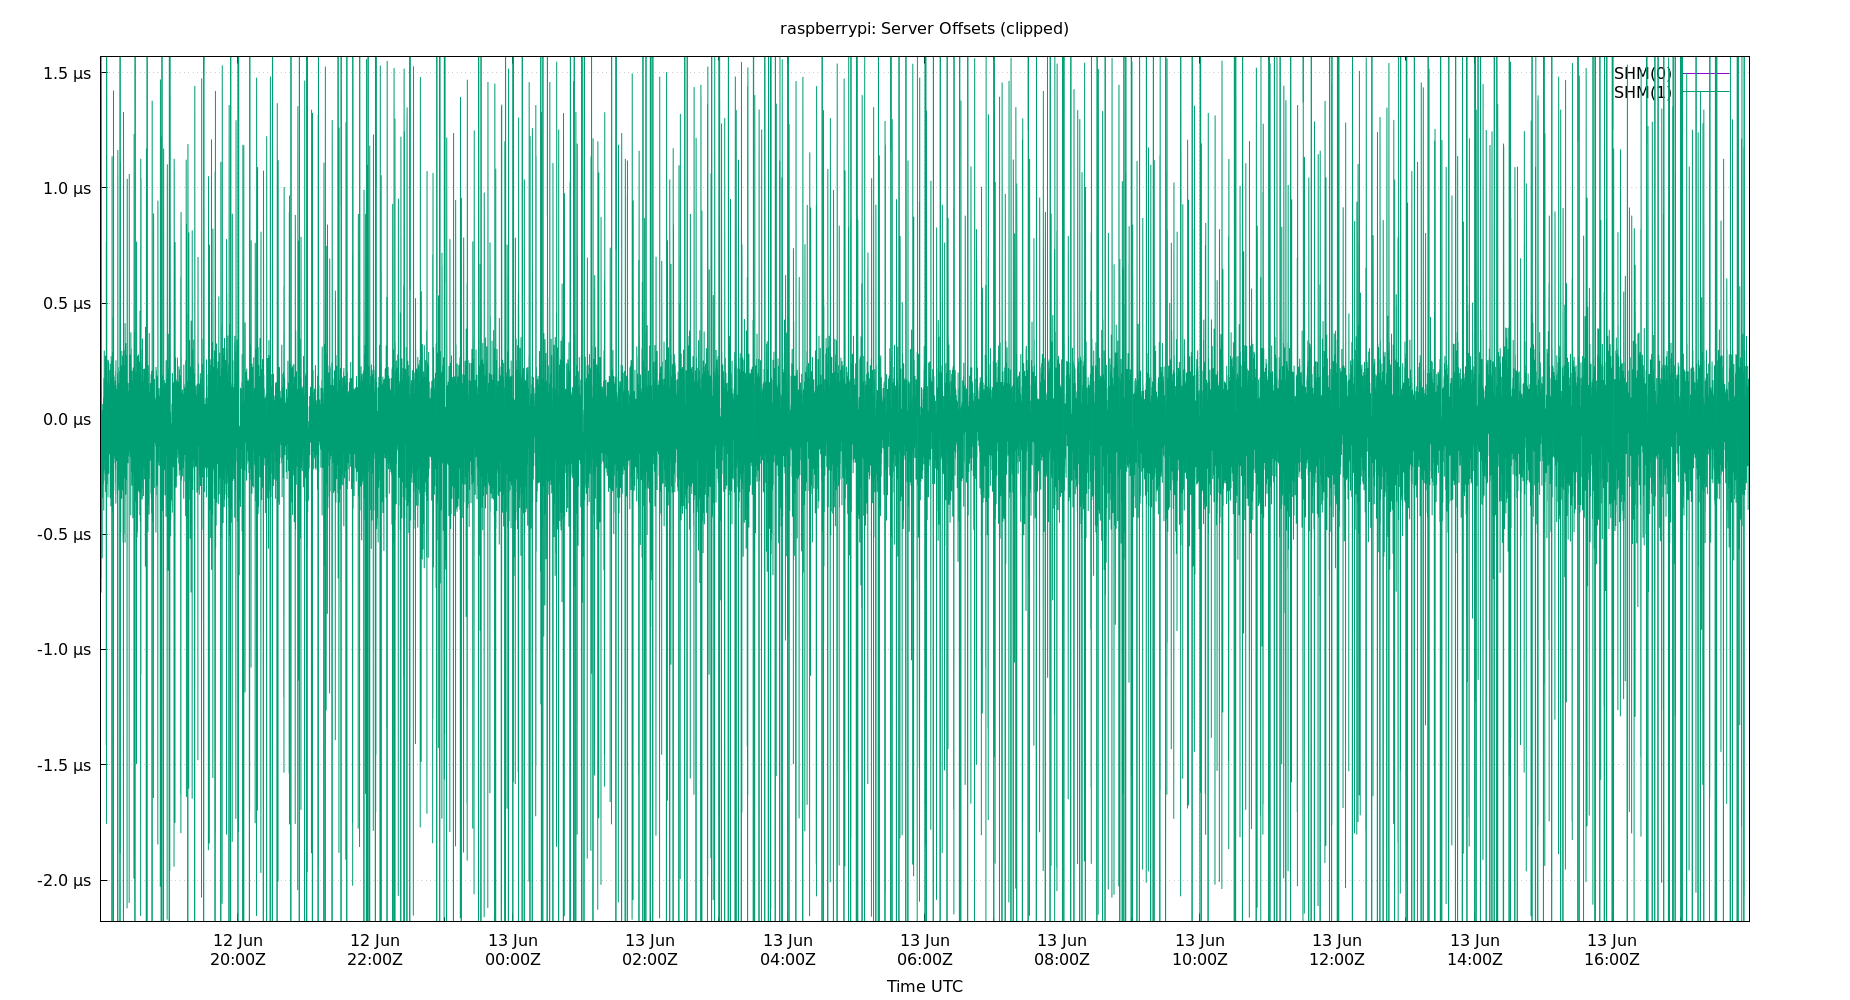 raspberrypi: Server Offsets (clipped)
1.5 µs
SHM(0)
SHM(1)
1.0 µs
0.5 µs
0.0 µs
-0.5 µs
-1.0 µs
-1.5 µs
-2.0 µs
12 Jun 12 Jun 13 Jun 13 Jun 13 Jun 13 Jun 13 Jun 13 Jun 13 Jun 13 Jun 13 Jun
20:00Z 22:00Z 00:00Z 02:00Z 04:00Z 06:00Z 08:00Z 10:00Z 12:00Z 14:00Z 16:00Z
Time UTC